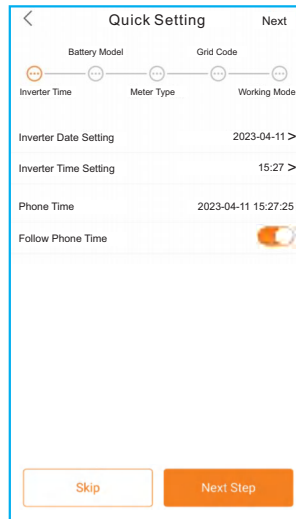 Quick Setting Next
Battery Model Grid Code
Inverter Time Meter Type Working Mode
Inverter Date Setting 2023-04-11 >
Inverter Time Setting 15:27 >
Phone Time 2023-04-11 15:27:25
Follow Phone Time
Skip Next Step